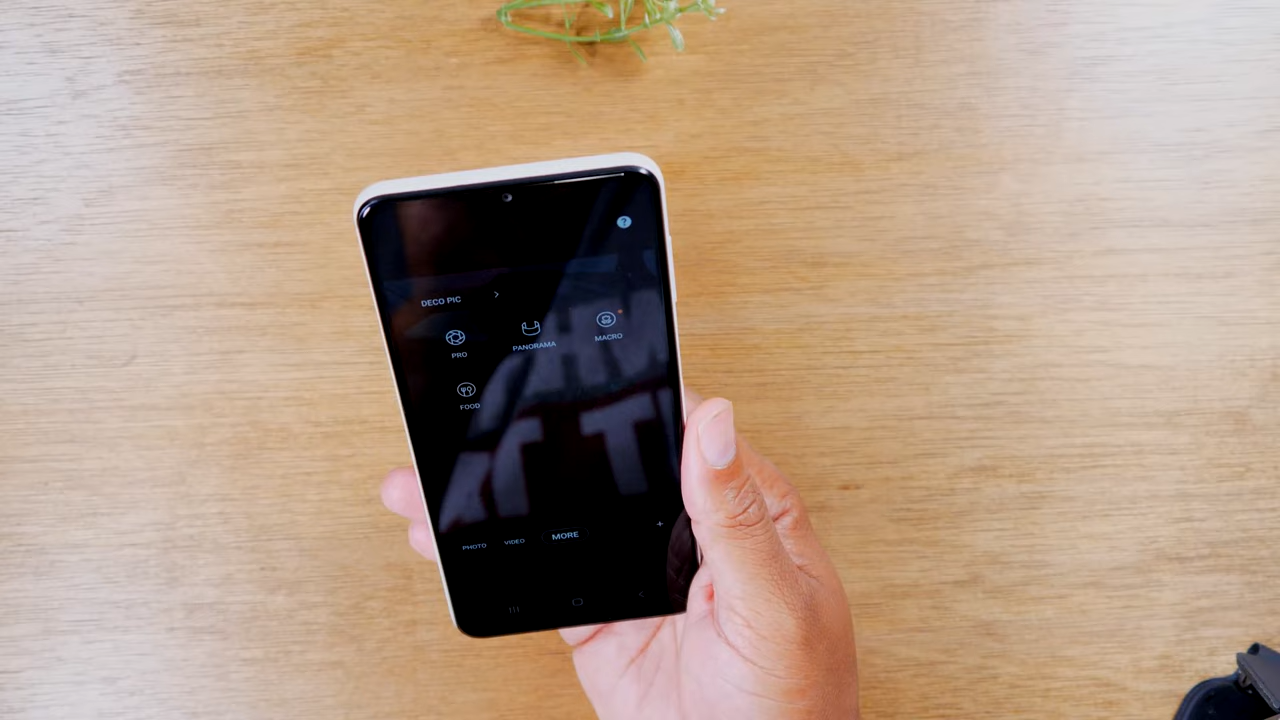 ?
DECO PIC >
PRO PANORAMA MACRO
FOOD
PHOTO VIDEO MORE +